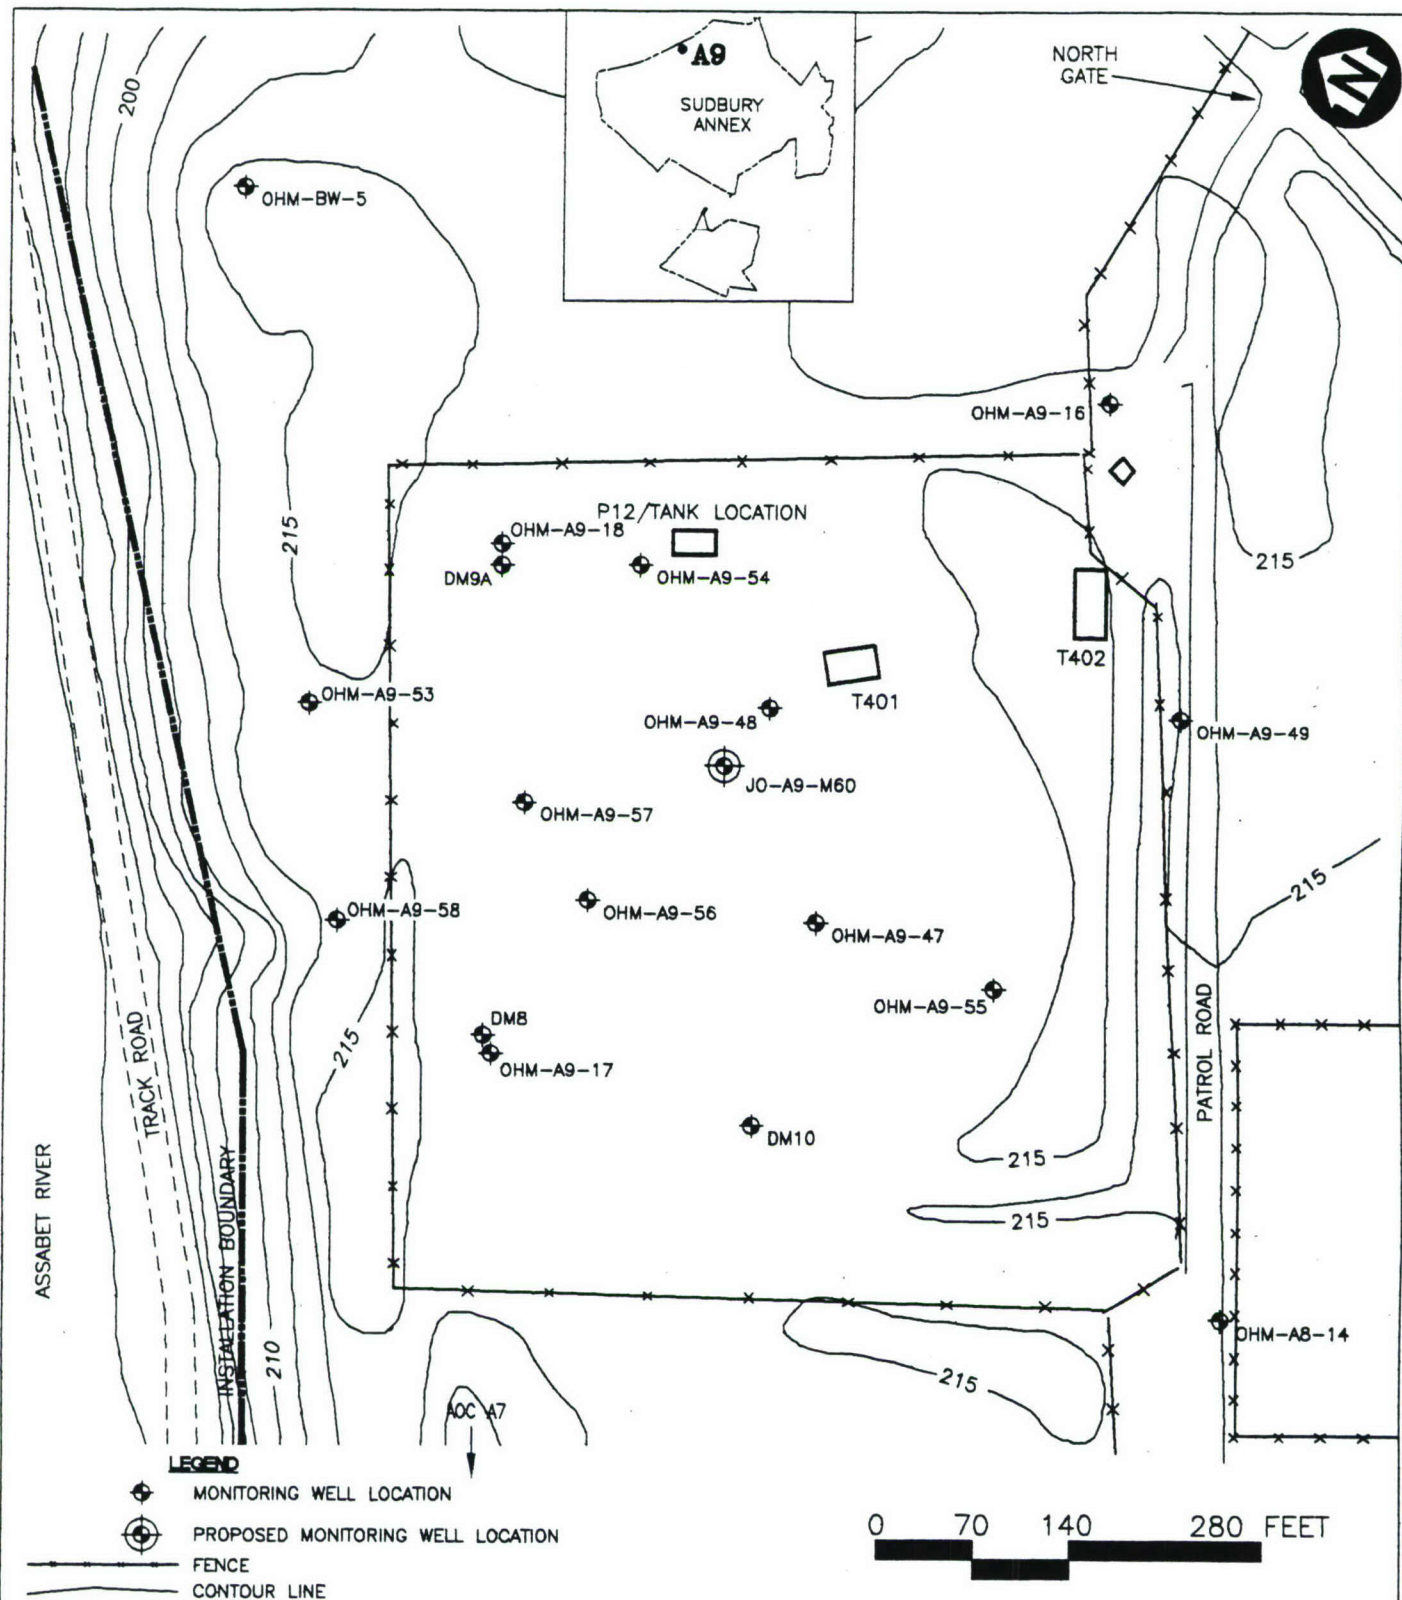 200
A9
SUDBURY
ANNEX
NORTH
GATE
N
OHM-BW-5
OHM-A9-16
215
P12/TANK LOCATION
OHM-A9-18
DM9A
OHM-A9-54
215
T402
T401
OHM-A9-53
OHM-A9-48
OHM-A9-49
JO-A9-M60
OHM-A9-57
215
OHM-A9-58
OHM-A9-56
OHM-A9-47
OHM-A9-55
DM8
OHM-A9-17
215
TRACK ROAD
PATROL ROAD
DM10
215
215
ASSABET RIVER
INSTALLATION BOUNDARY
210
OHM-A8-14
215
AOC A7
LEGEND
MONITORING WELL LOCATION
PROPOSED MONITORING WELL LOCATION
FENCE
CONTOUR LINE
0 70 140 280 FEET